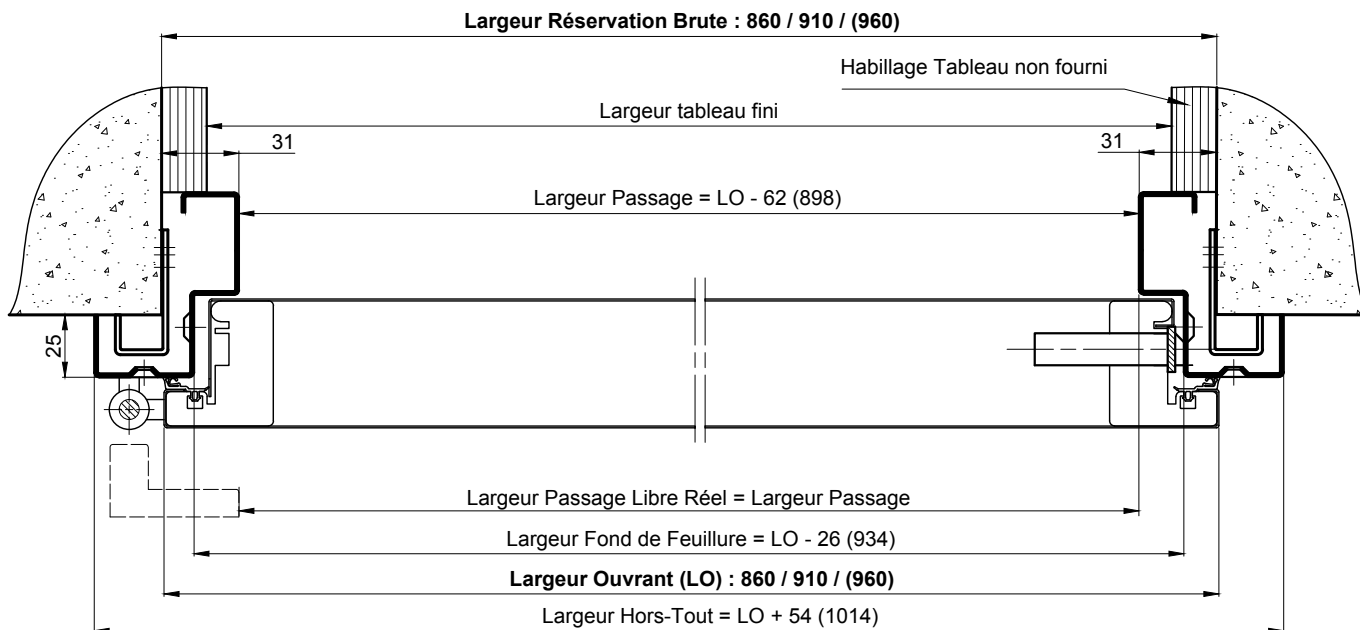 Largeur Réservation Brute : 860 / 910 / (960)
Habillage Tableau non fourni
Largeur tableau fini
31
31
Largeur Passage = LO - 62 (898)
25
Largeur Passage Libre Réel = Largeur Passage
Largeur Fond de Feuillure = LO - 26 (934)
Largeur Ouvrant (LO) : 860 / 910 / (960)
Largeur Hors-Tout = LO + 54 (1014)